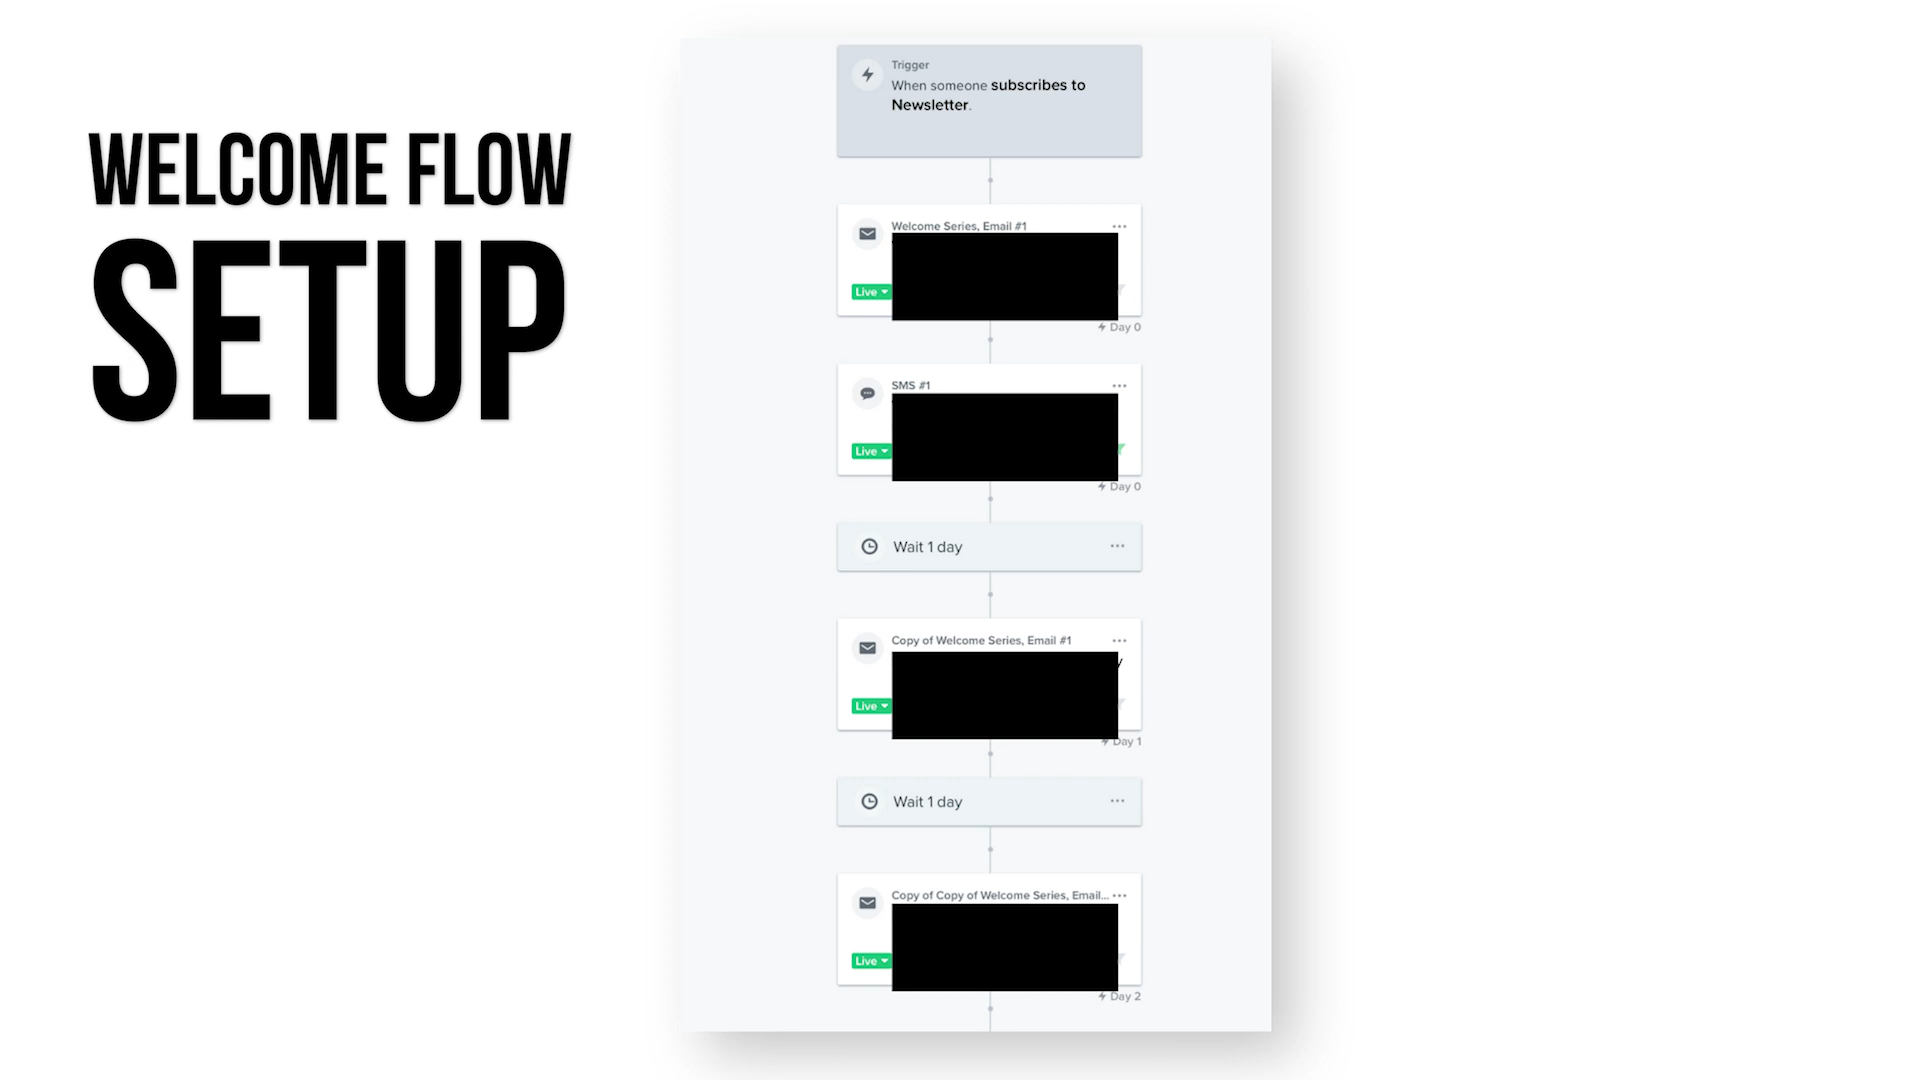 WELCOME FLOW
SETUP
Trigger
When someone subscribes to
Newsletter.
Welcome Series, Email #1
Live
Day 0
SMS #1
Live
Day 0
Wait 1 day
Copy of Welcome Series, Email #1
y
Live
Day 1
Wait 1 day
Copy of Copy of Welcome Series, Email...
Live
Day 2